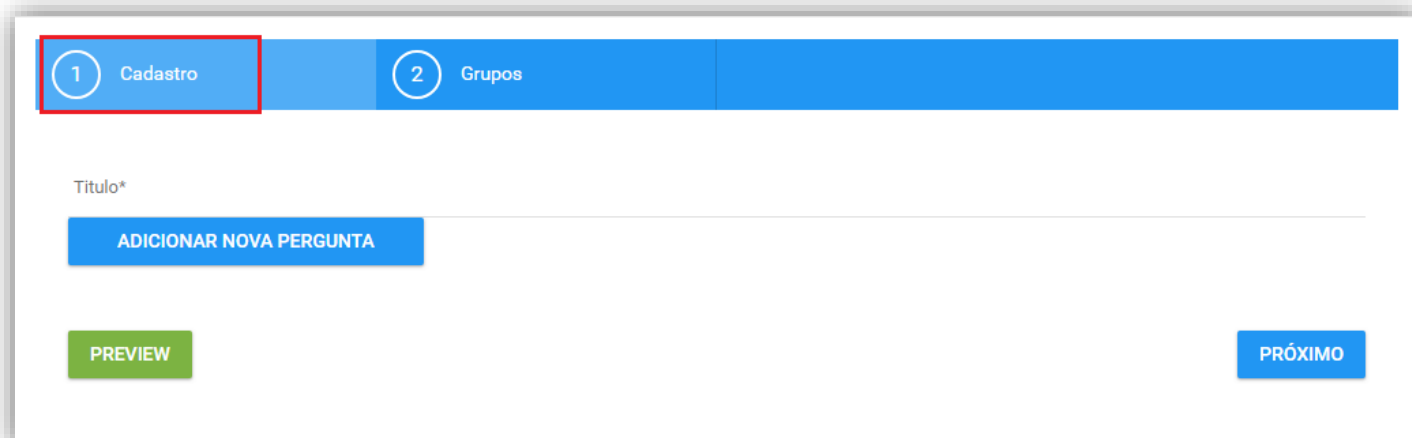 1 Cadastro 2 Grupos
Titulo*
ADICIONAR NOVA PERGUNTA
PREVIEW PRÓXIMO